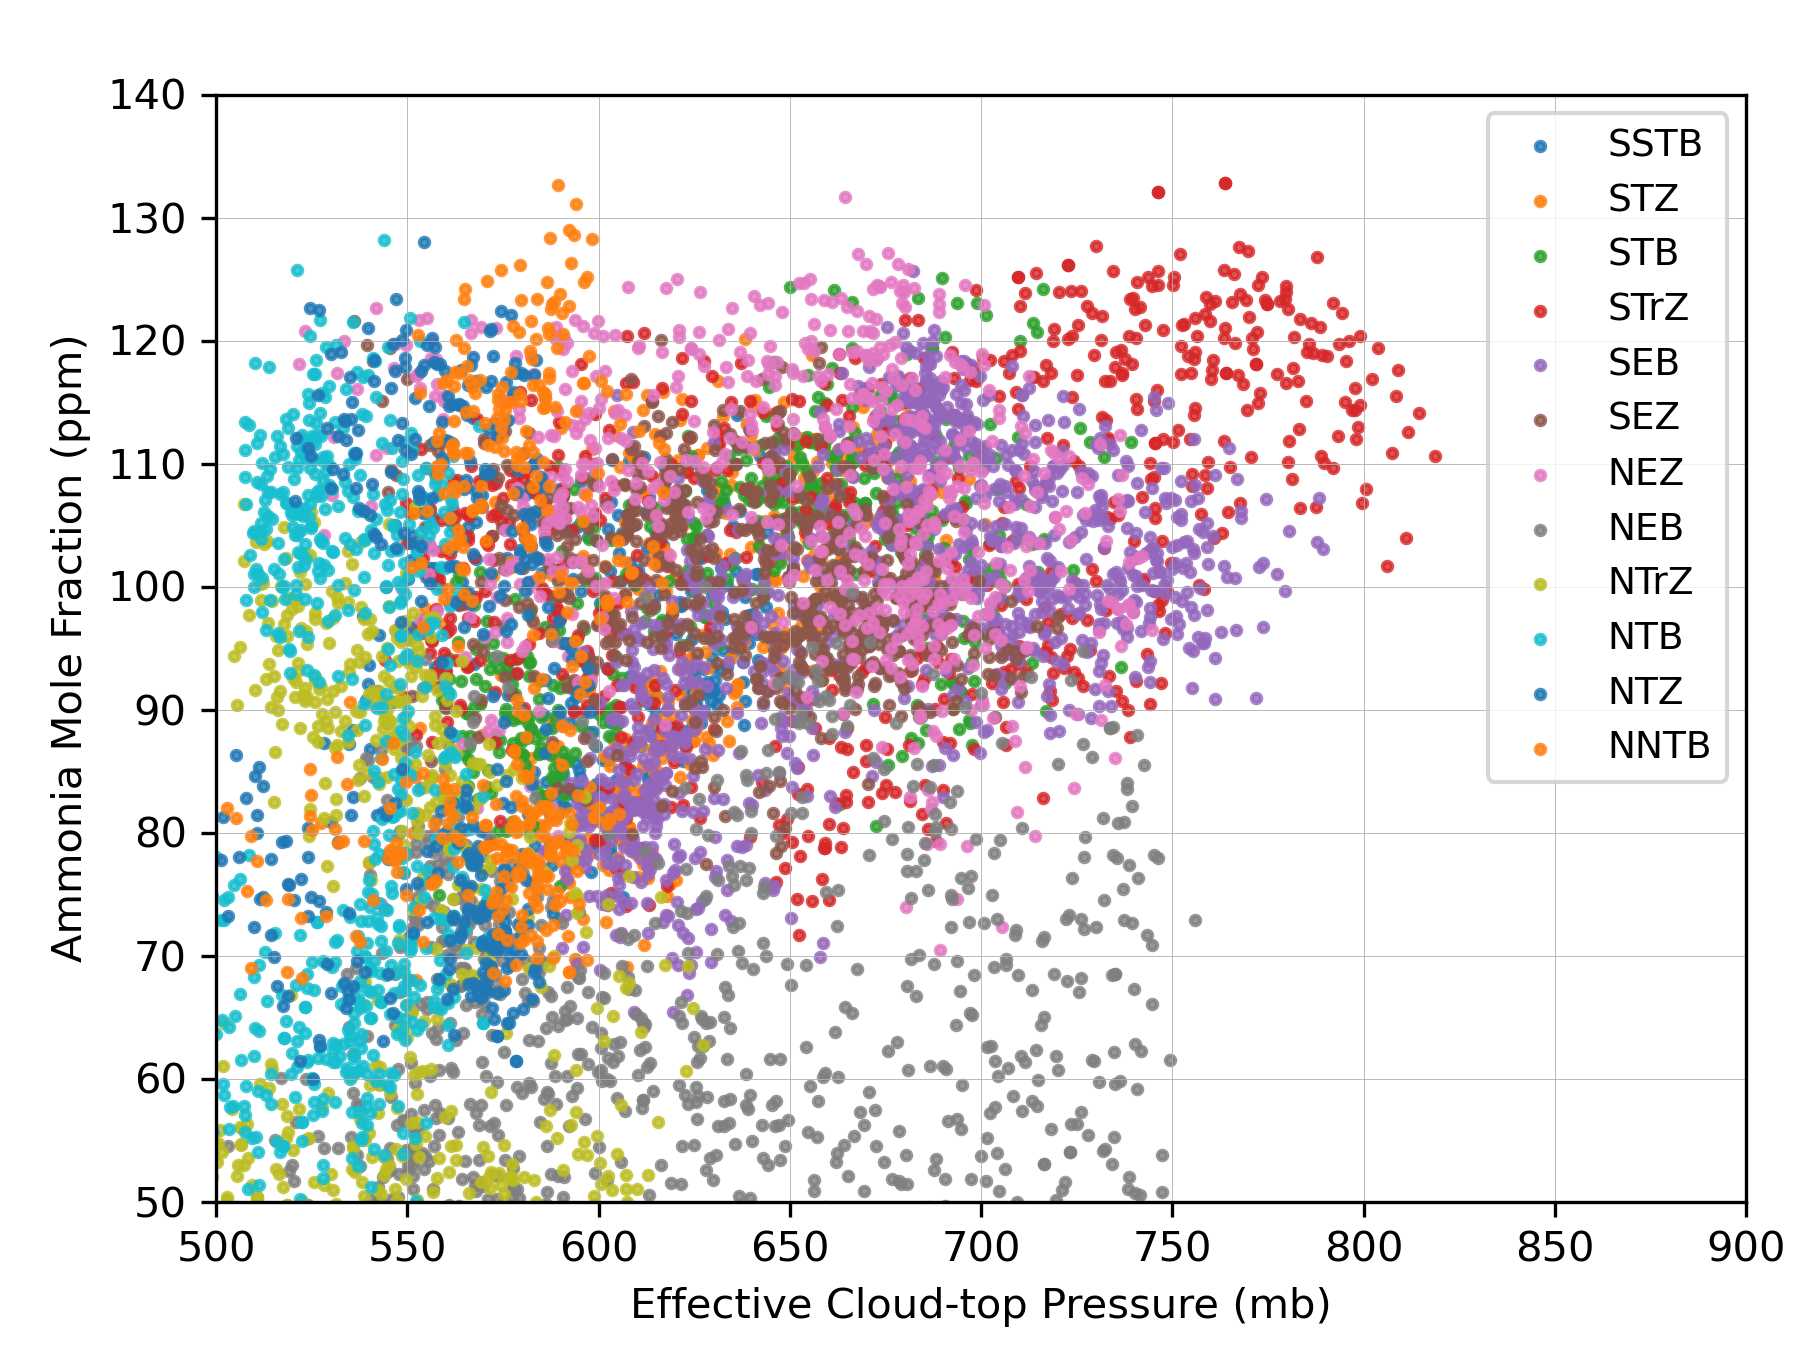 140
130
120
110
100
90
80
70
60
50
Ammonia Mole Fraction (ppm)
SSTB
STZ
STB
STrZ
SEB
SEZ
NEZ
NEB
NTrZ
NTB
NTZ
NNTB
500 550 600 650 700 750 800 850 900
Effective Cloud-top Pressure (mb)